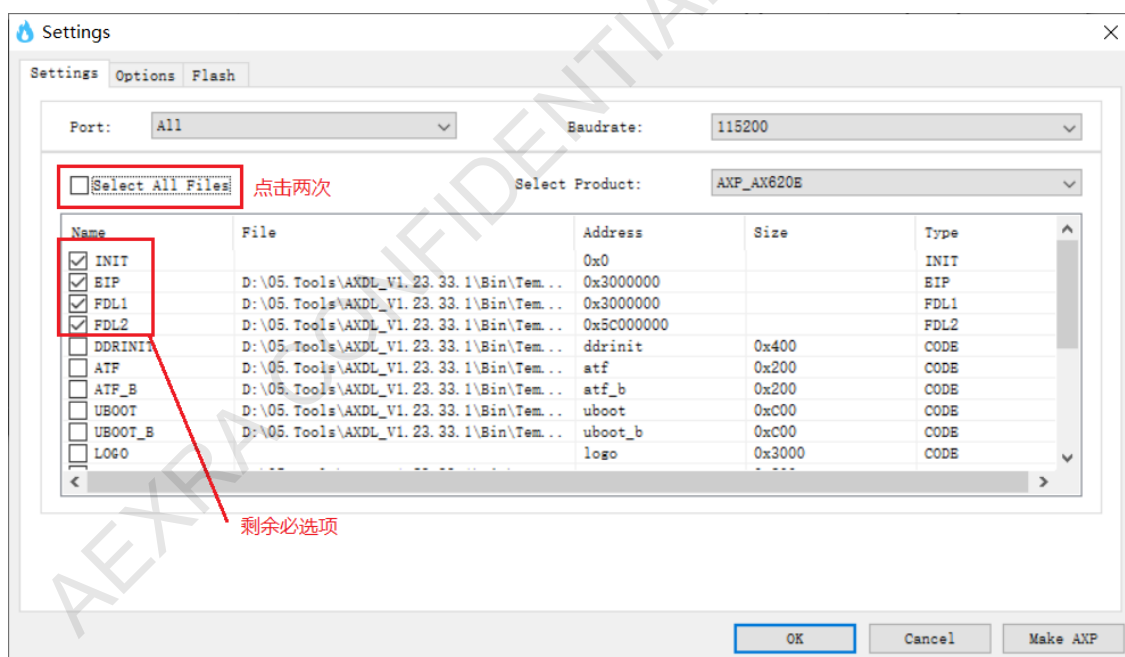 Settings
Settings Options Flash
Port: All Baudrate: 115200
Select All Files 点击两次 Select Product: AXP_AX620E
Name File Address Size Type
INIT 0x0 INIT
EIP D:\05.Tools\AXDL_V1.23.33.1\Bin\Tem... 0x3000000 EIP
FDL1 D:\05.Tools\AXDL_V1.23.33.1\Bin\Tem... 0x3000000 FDL1
FDL2 D:\05.Tools\AXDL_V1.23.33.1\Bin\Tem... 0x5C000000 FDL2
DDRINIT D:\05.Tools\AXDL_V1.23.33.1\Bin\Tem... ddrinit 0x400 CODE
ATF D:\05.Tools\AXDL_V1.23.33.1\Bin\Tem... atf 0x200 CODE
ATF_B D:\05.Tools\AXDL_V1.23.33.1\Bin\Tem... atf_b 0x200 CODE
UBOOT D:\05.Tools\AXDL_V1.23.33.1\Bin\Tem... uboot 0xC00 CODE
UBOOT_B D:\05.Tools\AXDL_V1.23.33.1\Bin\Tem... uboot_b 0xC00 CODE
LOGO logo 0x3000 CODE
剩余必选项
OK Cancel Make AXP
AEXRA CONFIDENTIA